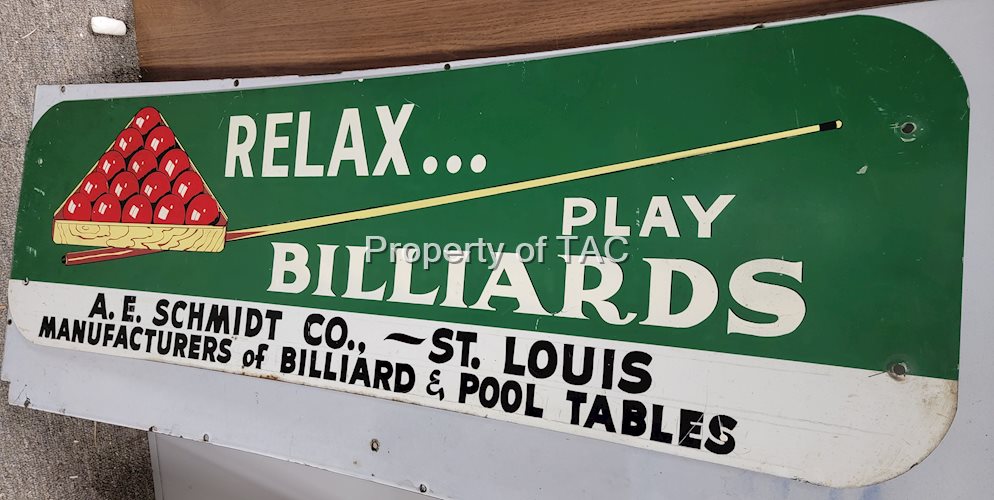 RELAX...
PLAY
BILLIARDS
Property of TAC
A. E. SCHMIDT CO., ~ ST. LOUIS
MANUFACTURERS of BILLIARD & POOL TABLES